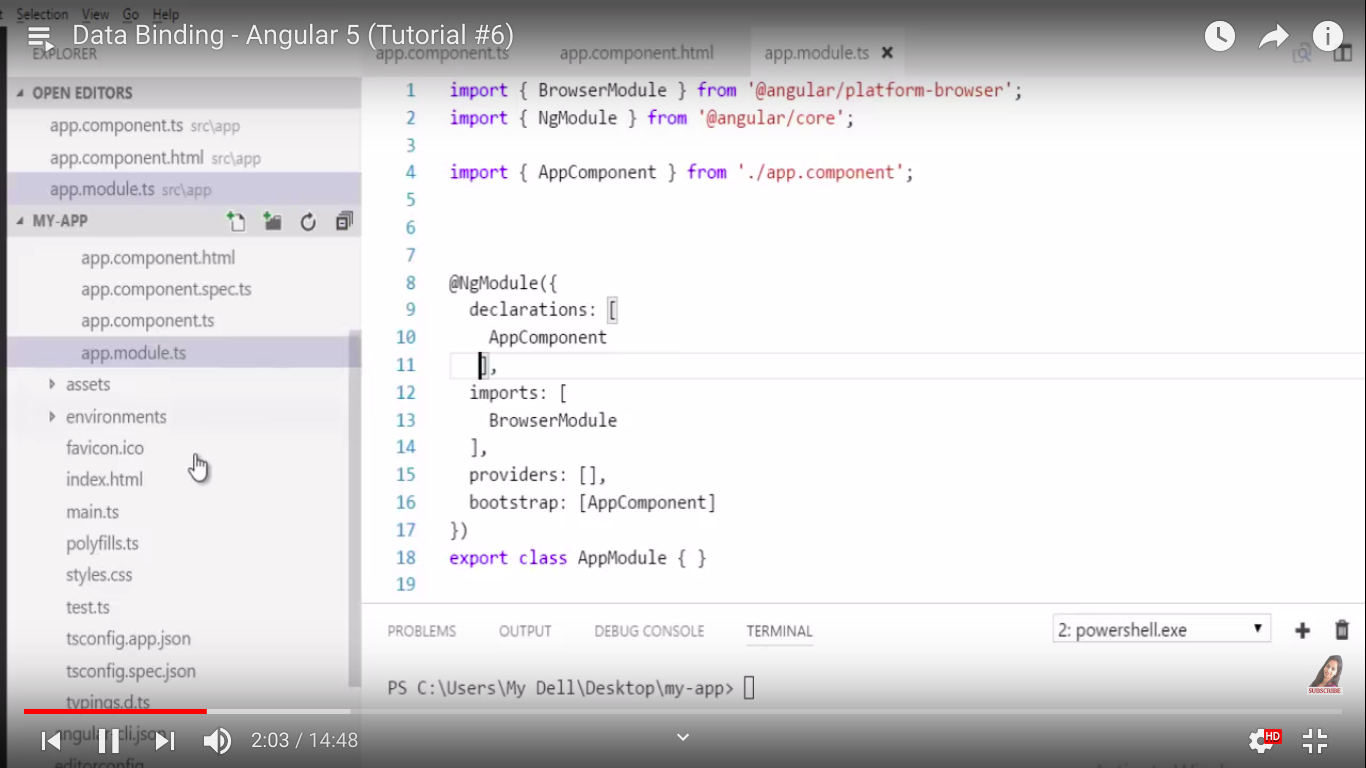 Selection View Go Help
Data Binding - Angular 5 (Tutorial #6)
EXPLORER
app.component.ts app.component.html app.module.ts
OPEN EDITORS
app.component.ts src\app
app.component.html src\app
app.module.ts src\app
MY-APP
app.component.html
app.component.spec.ts
app.component.ts
app.module.ts
assets
environments
favicon.ico
index.html
main.ts
polyfills.ts
styles.css
test.ts
tsconfig.app.json
tsconfig.spec.json
typings.d.ts
angular-cli.json
editorconfig
1 import { BrowserModule } from '@angular/platform-browser';
2 import { NgModule } from '@angular/core';
3
4 import { AppComponent } from './app.component';
5
6
7
8 @NgModule({
9 declarations: [
10 AppComponent
11 ],
12 imports: [
13 BrowserModule
14 ],
15 providers: [],
16 bootstrap: [AppComponent]
17 })
18 export class AppModule { }
19
PROBLEMS OUTPUT DEBUG CONSOLE TERMINAL 2: powershell.exe
PS C:\Users\My Dell\Desktop\my-app>
SUBSCRIBE
2:03 / 14:48
HD